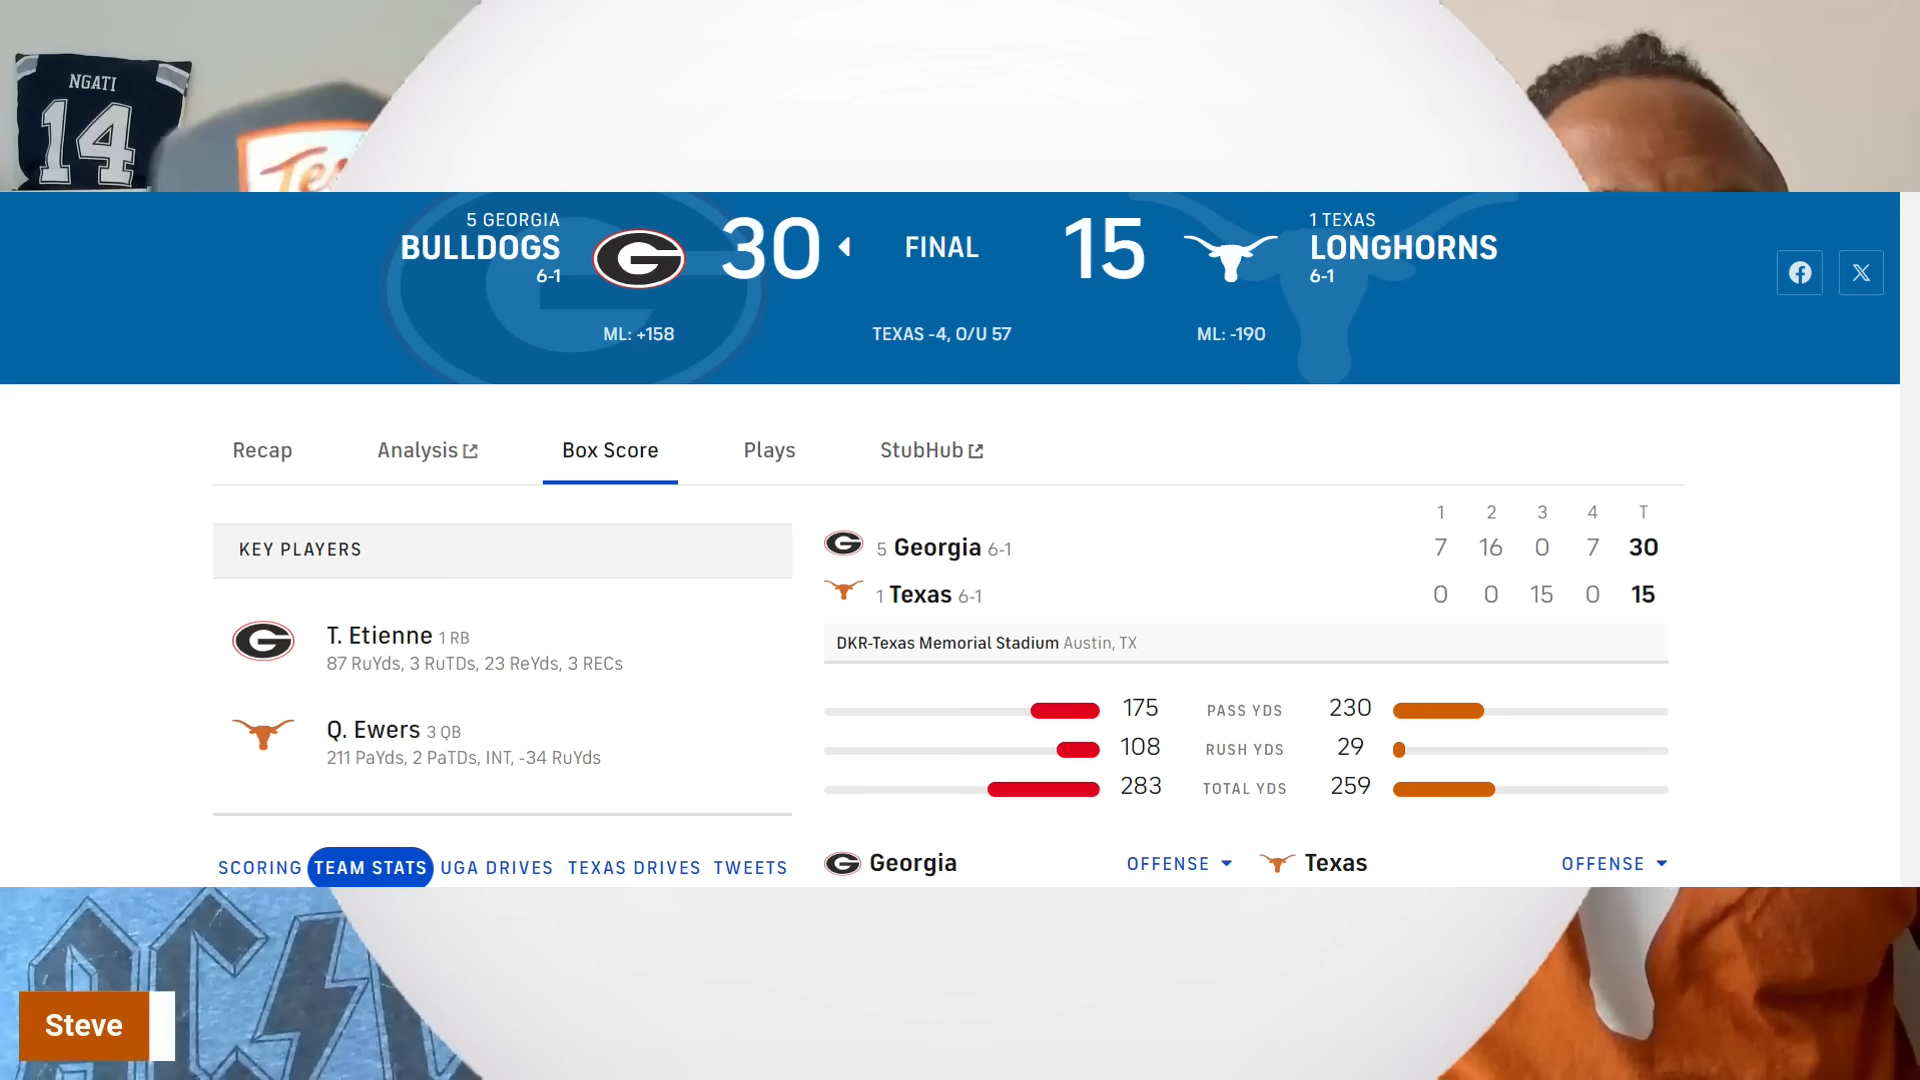 NGATI
14
5 GEORGIA
BULLDOGS
6-1
30
FINAL
15
1 TEXAS
LONGHORNS
6-1
ML: +158
TEXAS -4, O/U 57
ML: -190
Recap
Analysis
Box Score
Plays
StubHub
1 2 3 4 T
5 Georgia 6-1 7 16 0 7 30
1 Texas 6-1 0 0 15 0 15
DKR-Texas Memorial Stadium Austin, TX
KEY PLAYERS
T. Etienne 1 RB
87 RuYds, 3 RuTDs, 23 ReYds, 3 RECs
Q. Ewers 3 QB
211 PaYds, 2 PaTDs, INT, -34 RuYds
175 PASS YDS 230
108 RUSH YDS 29
283 TOTAL YDS 259
SCORING TEAM STATS UGA DRIVES TEXAS DRIVES TWEETS
Georgia OFFENSE
Texas OFFENSE
Steve